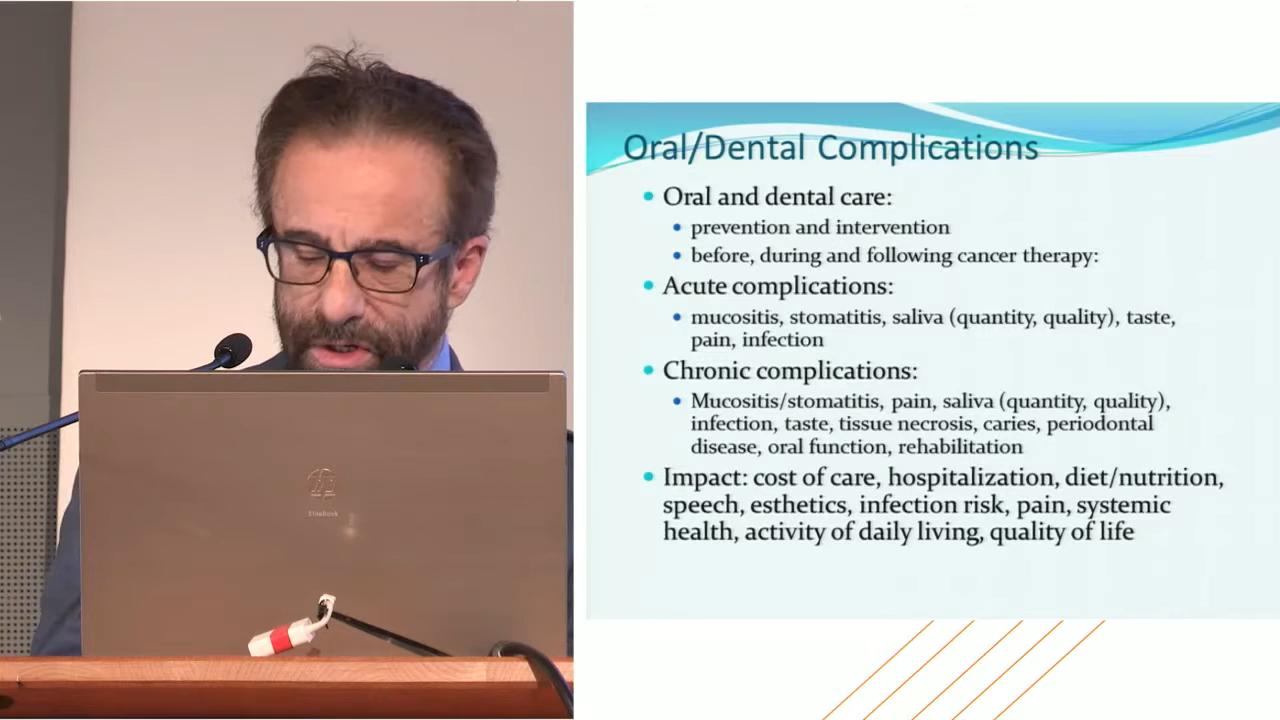 Oral/Dental Complications
Oral and dental care:
prevention and intervention
before, during and following cancer therapy:
Acute complications:
mucositis, stomatitis, saliva (quantity, quality), taste,
pain, infection
Chronic complications:
Mucositis/stomatitis, pain, saliva (quantity, quality),
infection, taste, tissue necrosis, caries, periodontal
disease, oral function, rehabilitation
Impact: cost of care, hospitalization, diet/nutrition,
speech, esthetics, infection risk, pain, systemic
health, activity of daily living, quality of life
EliteBook